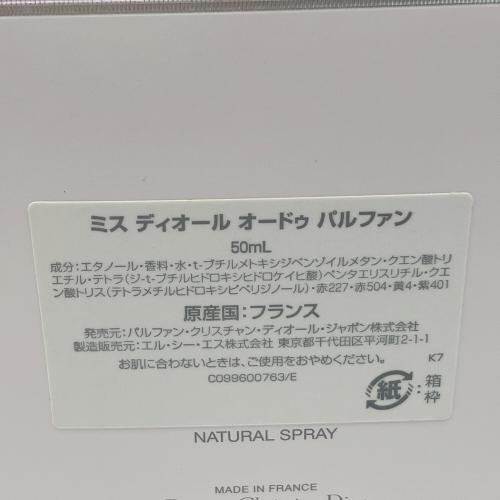 ミス ディオール オードゥ パルファン
50mL
成分：エタノール・香料・水・t-ブチルメトキシジベンゾイルメタン・クエン酸トリ
エチル・テトラ(ジ-t-ブチルヒドロキシヒドロケイヒ酸)ペンタエリスリチル・クエ
ン酸トリス(テトラメチルヒドロキシピペリジノール)・赤227・赤504・黄4・紫401
原産国：フランス
発売元：パルファン・クリスチャン・ディオール・ジャポン株式会社
製造販売元：エル・シー・エス株式会社 東京都千代田区平河町2-1-1
お肌に合わないときは、ご使用をおやめください。 K7
C099600763/E
紙：箱
枠
NATURAL SPRAY
MADE IN FRANCE